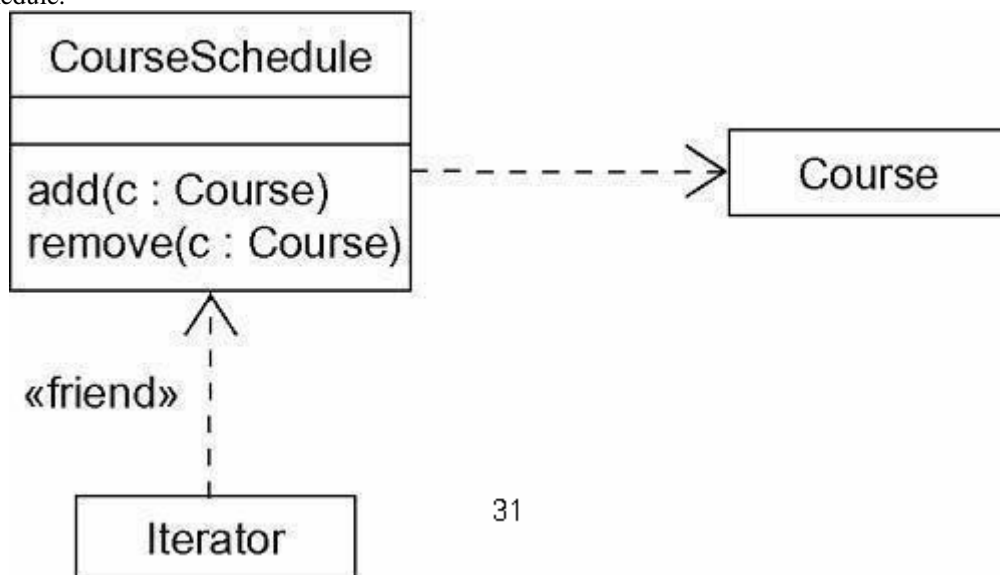 CourseSchedule
add(c : Course)
remove(c : Course)
Course
«friend»
31
Iterator